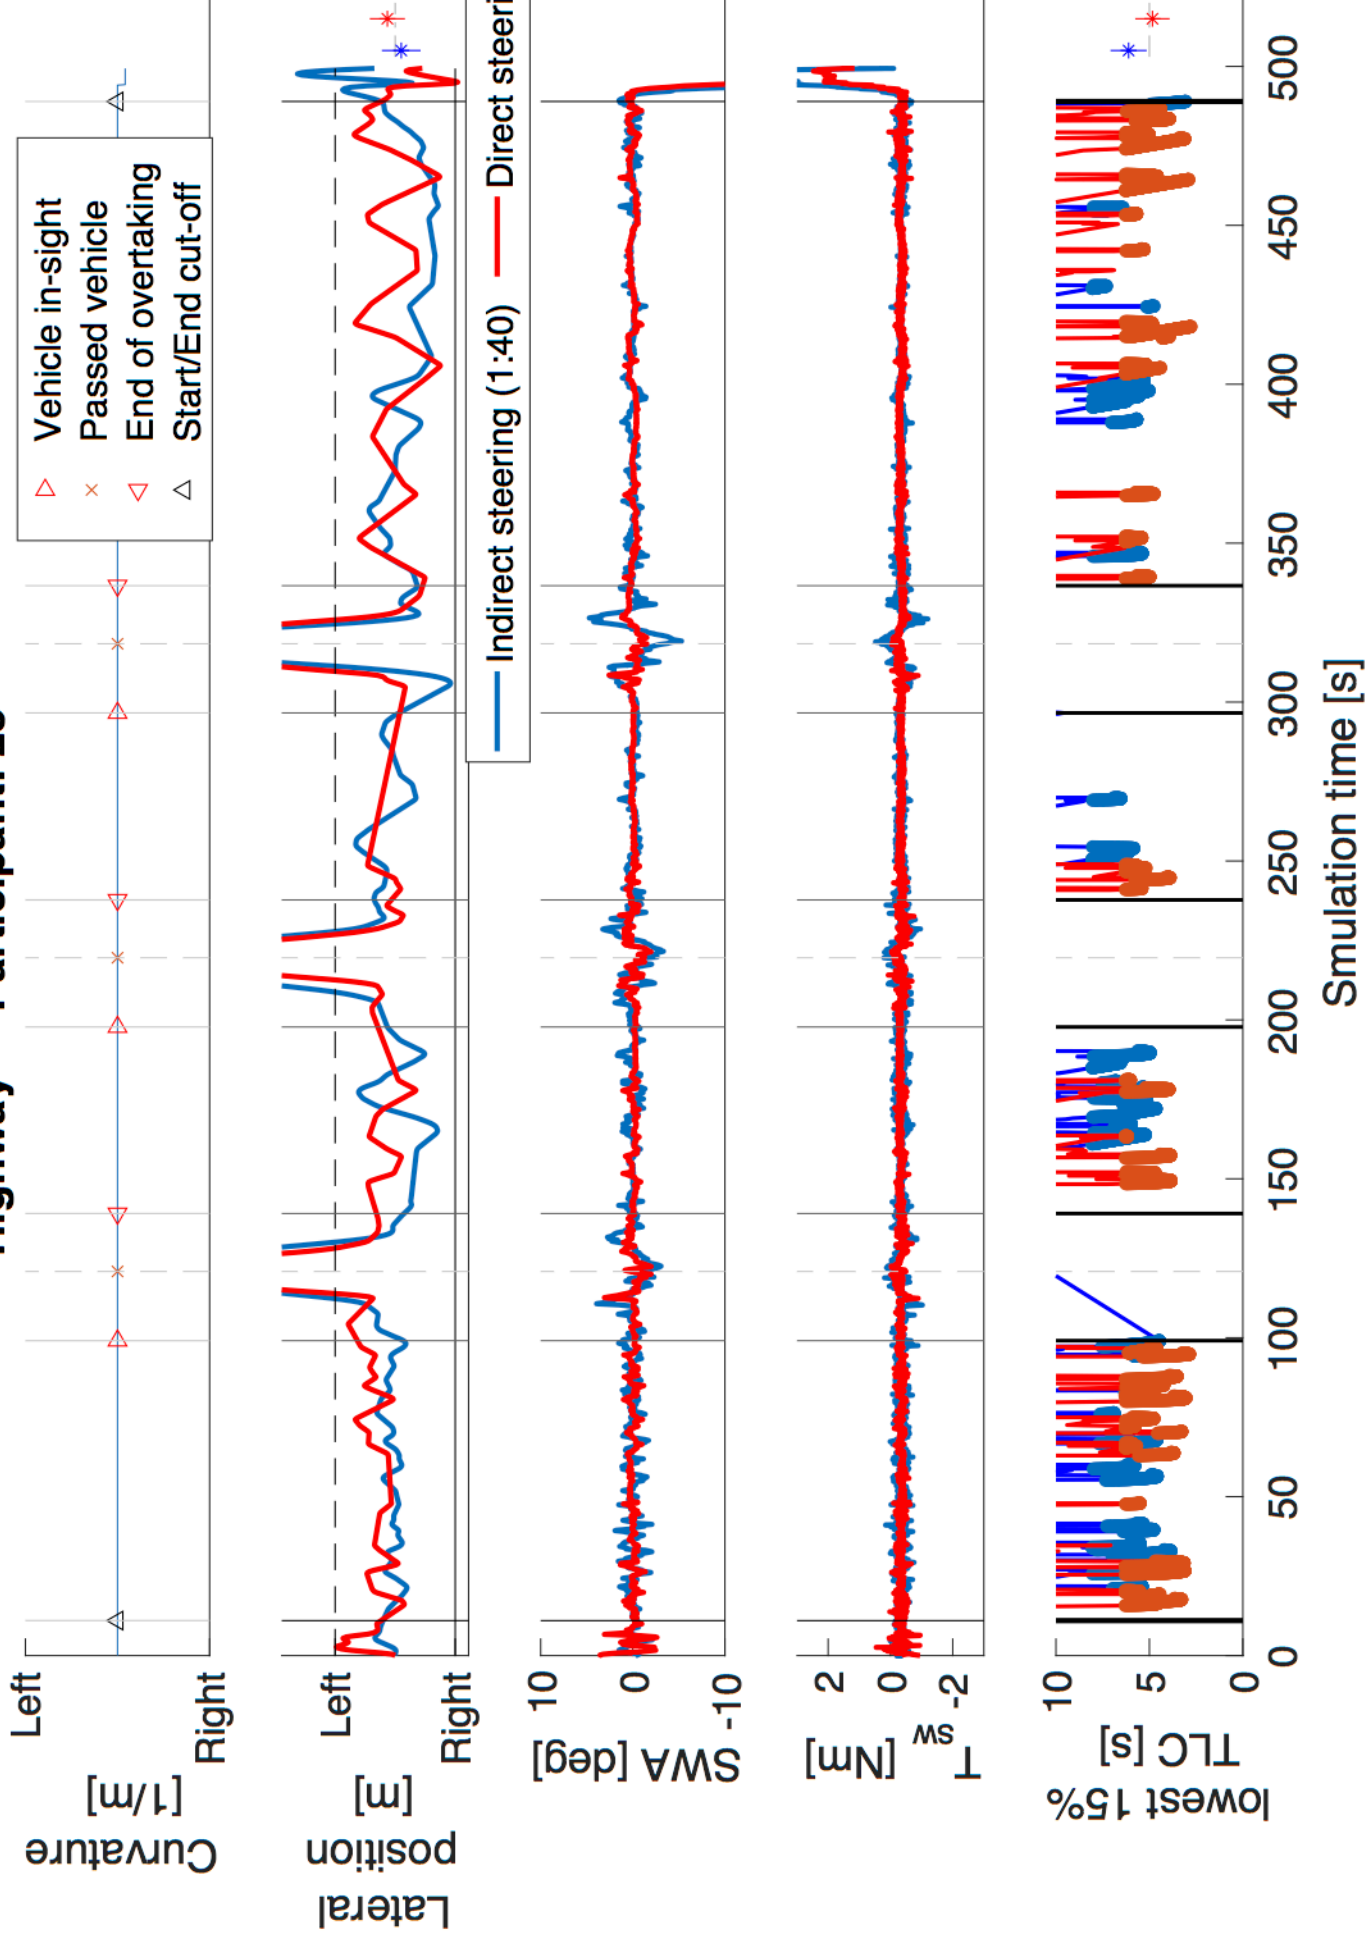 Left
Right
Curvature
[1/m]
Vehicle in-sight
Passed vehicle
End of overtaking
Start/End cut-off
Left
Right
Lateral
position
[m]
Indirect steering (1:40)
10
0
-10
SWA [deg]
2
0
-2
T_sw [Nm]
10
5
0
lowest 15%
TLC [s]
0
50
100
150
200
250
300
350
400
450
500
Smulation time [s]